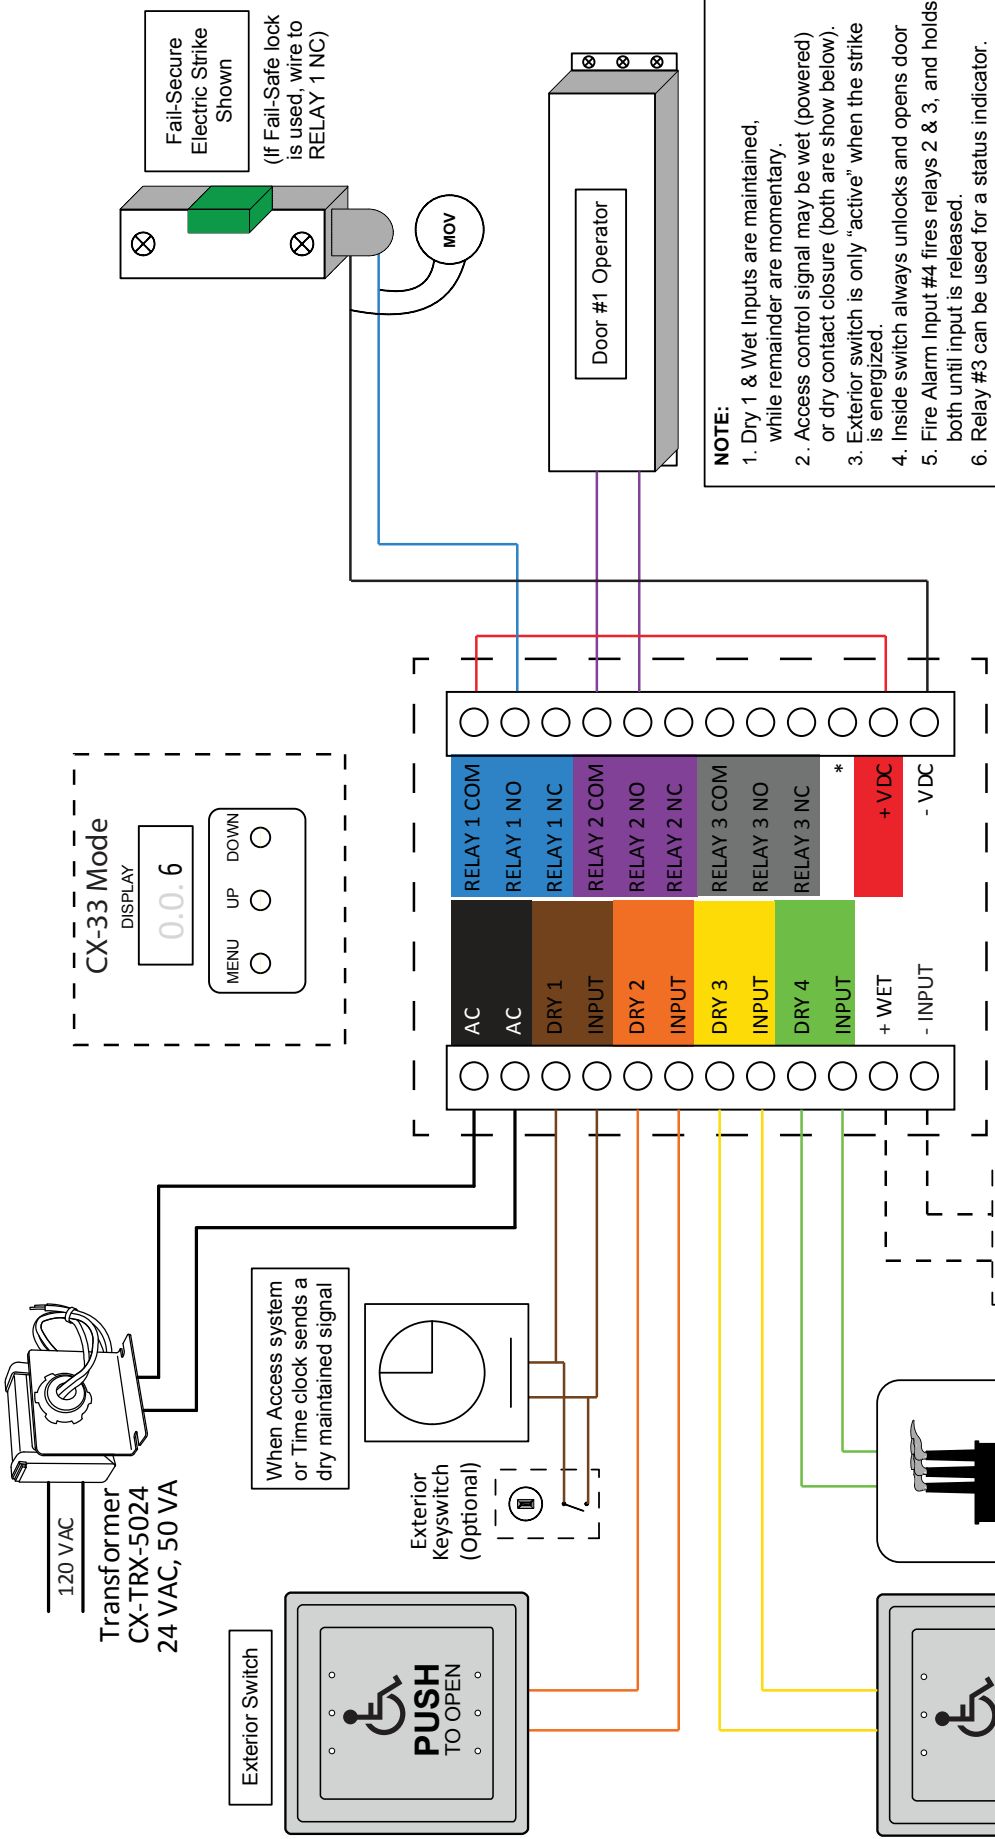 120 VAC
Transformer
CX-TRX-5024
24 VAC, 50 VA
CX-33 Mode
DISPLAY
0.0. 6
MENU UP DOWN
Fail-Secure
Electric Strike
Shown
(If Fail-Safe lock
is used, wire to
RELAY 1 NC)
MOV
Exterior Switch
PUSH
TO OPEN
When Access system
or Time clock sends a
dry maintained signal
Exterior
Keyswitch
(Optional)
AC
AC
DRY 1
INPUT
DRY 2
INPUT
DRY 3
INPUT
DRY 4
INPUT
+ WET
- INPUT
RELAY 1 COM
RELAY 1 NO
RELAY 1 NC
RELAY 2 COM
RELAY 2 NO
RELAY 2 NC
RELAY 3 COM
RELAY 3 NO
RELAY 3 NC
*
+ VDC
- VDC
Door #1 Operator
NOTE:
1. Dry 1 & Wet Inputs are maintained,
while remainder are momentary.
2. Access control signal may be wet (powered)
or dry contact closure (both are show below).
3. Exterior switch is only “active” when the strike
is energized.
4. Inside switch always unlocks and opens door
5. Fire Alarm Input #4 fires relays 2 & 3, and holds
both until input is released.
6. Relay #3 can be used for a status indicator.